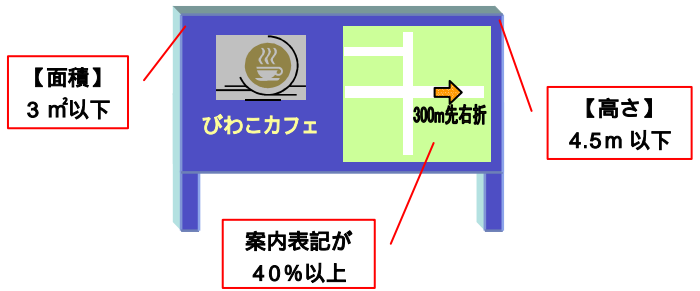 【面積】
3 ㎡以下
びわこカフェ
300m先右折
【高さ】
4.5m 以下
案内表記が
40%以上